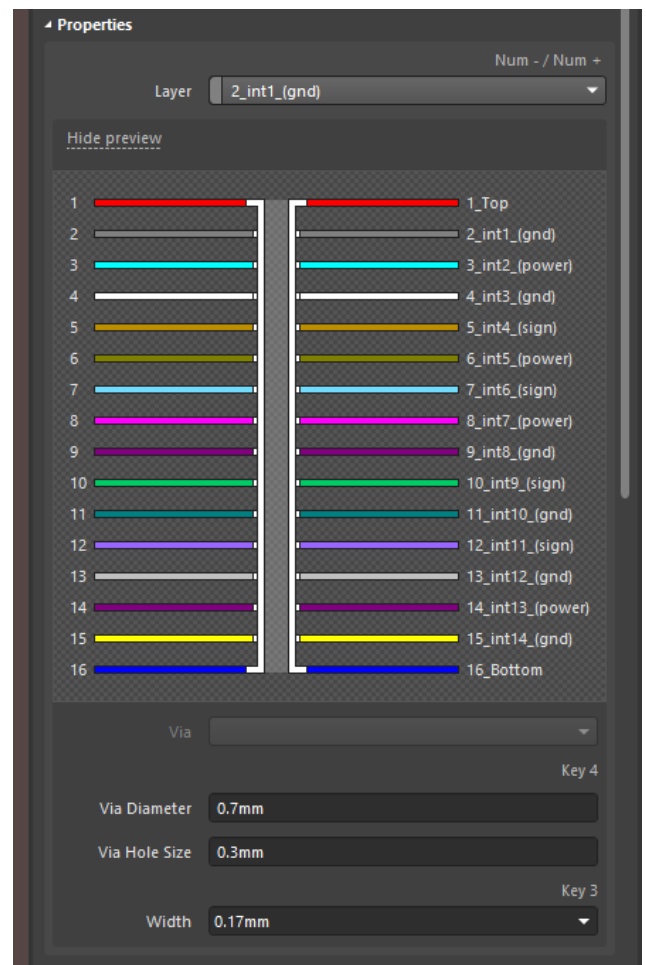 Properties
Num - / Num +
Layer 2_int1_(gnd)
Hide preview
1 1_Top
2 2_int1_(gnd)
3 3_int2_(power)
4 4_int3_(gnd)
5 5_int4_(sign)
6 6_int5_(power)
7 7_int6_(sign)
8 8_int7_(power)
9 9_int8_(gnd)
10 10_int9_(sign)
11 11_int10_(gnd)
12 12_int11_(sign)
13 13_int12_(gnd)
14 14_int13_(power)
15 15_int14_(gnd)
16 16_Bottom
Via
Key 4
Via Diameter 0.7mm
Via Hole Size 0.3mm
Key 3
Width 0.17mm